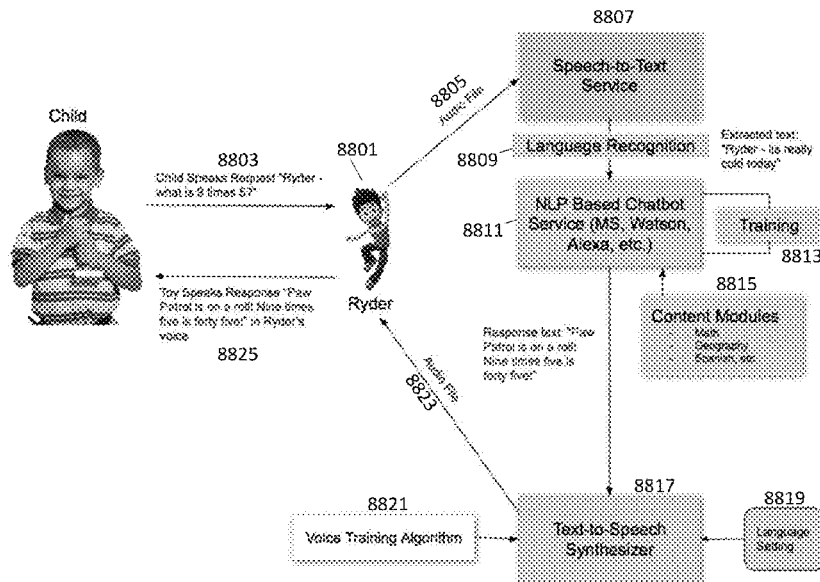 8807
Speech-to-Text
Service
8805
Audio File
Child
8803
Child Speaks Request "Ryder -
what is 9 times 5?"
8801
8809
Language Recognition
Extracted text:
"Ryder - its really
cold today"
8811
NLP Based Chatbot
Service (MS, Watson,
Alexa, etc.)
Training
8813
8815
Content Modules
Math
Geography
Spanish, etc
Ryder
Toy Speaks Response "Paw
Patrol is on a roll! Nine times
five is forty five!" in Ryder's
voice
8825
Response text: "Paw
Patrol is on a roll!
Nine times five is
forty five!"
Audio File
8823
8817
Text-to-Speech
Synthesizer
8821
Voice Training Algorithm
8819
Language
Setting